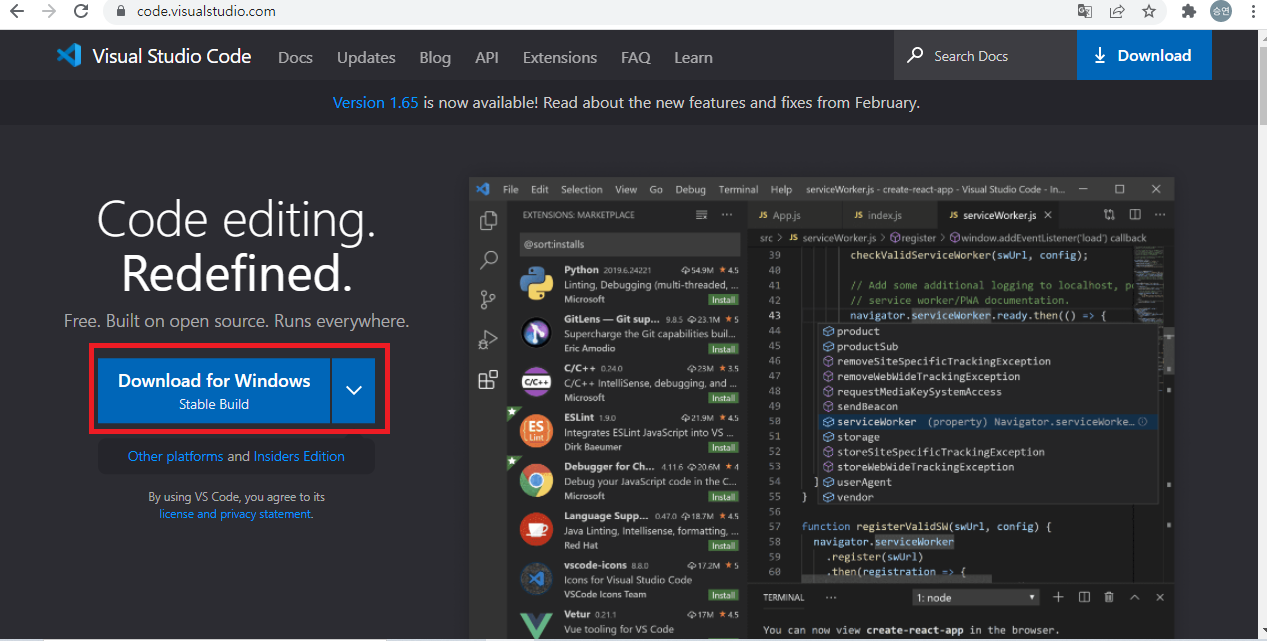 code.visualstudio.com
승연
Visual Studio Code Docs Updates Blog API Extensions FAQ Learn Search Docs Download
Version 1.65 is now available! Read about the new features and fixes from February.
Code editing.
Redefined.
Free. Built on open source. Runs everywhere.
Download for Windows
Stable Build
Other platforms and Insiders Edition
By using VS Code, you agree to its
license and privacy statement.
File Edit Selection View Go Debug Terminal Help serviceWorker.js - create-react-app - Visual Studio Code - In...
EXTENSIONS: MARKETPLACE
@sort:installs
Python 2019.6.24221 54.9M ★ 4.5
Linting, Debugging (multi-threaded, ...
Microsoft Install
GitLens — Git sup... 9.8.5 23.1M ★ 5
Supercharge the Git capabilities buil...
Eric Amodio Install
C/C++ 0.24.0 23M ★ 3.5
C/C++ IntelliSense, debugging, and ...
Microsoft Install
C/C++
ESLint 1.9.0 21.9M ★ 4.5
Integrates ESLint JavaScript into VS ...
Dirk Baeumer Install
ES
Lint
Debugger for Ch... 4.11.6 20.6M ★ 4
Debug your JavaScript code in the C...
Microsoft Install
Language Supp... 0.47.0 18.7M ★ 4.5
Java Linting, Intellisense, formatting, ...
Red Hat Install
vscode-icons 8.8.0 17.2M ★ 5
Icons for Visual Studio Code
VSCode Icons Team Install
Vetur 0.21.1 17M ★ 4.5
Vue tooling for VS Code
JS App.js JS index.js JS serviceWorker.js
src > JS serviceWorker.js > register > window.addEventListener('load') callback
39 checkValidServiceWorker(swUrl, config);
40
41 // Add some additional logging to localhost, p
42 // service worker/PWA documentation.
43 navigator.serviceWorker.ready.then(() => {
44 product
45 productSub
46 removeSiteSpecificTrackingException
47 removeWebWideTrackingException
48 requestMediaKeySystemAccess
49 sendBeacon
50 serviceWorker (property) Navigator.serviceWorke...
51 storage
52 storeSiteSpecificTrackingException
53 storeWebWideTrackingException
54 } userAgent
55 } vendor
56
57 function registerValidSW(swUrl, config) {
58 navigator.serviceWorker
59 .register(swUrl)
60 .then(registration => {
TERMINAL ... 1: node
You can now view create-react-app in the browser.